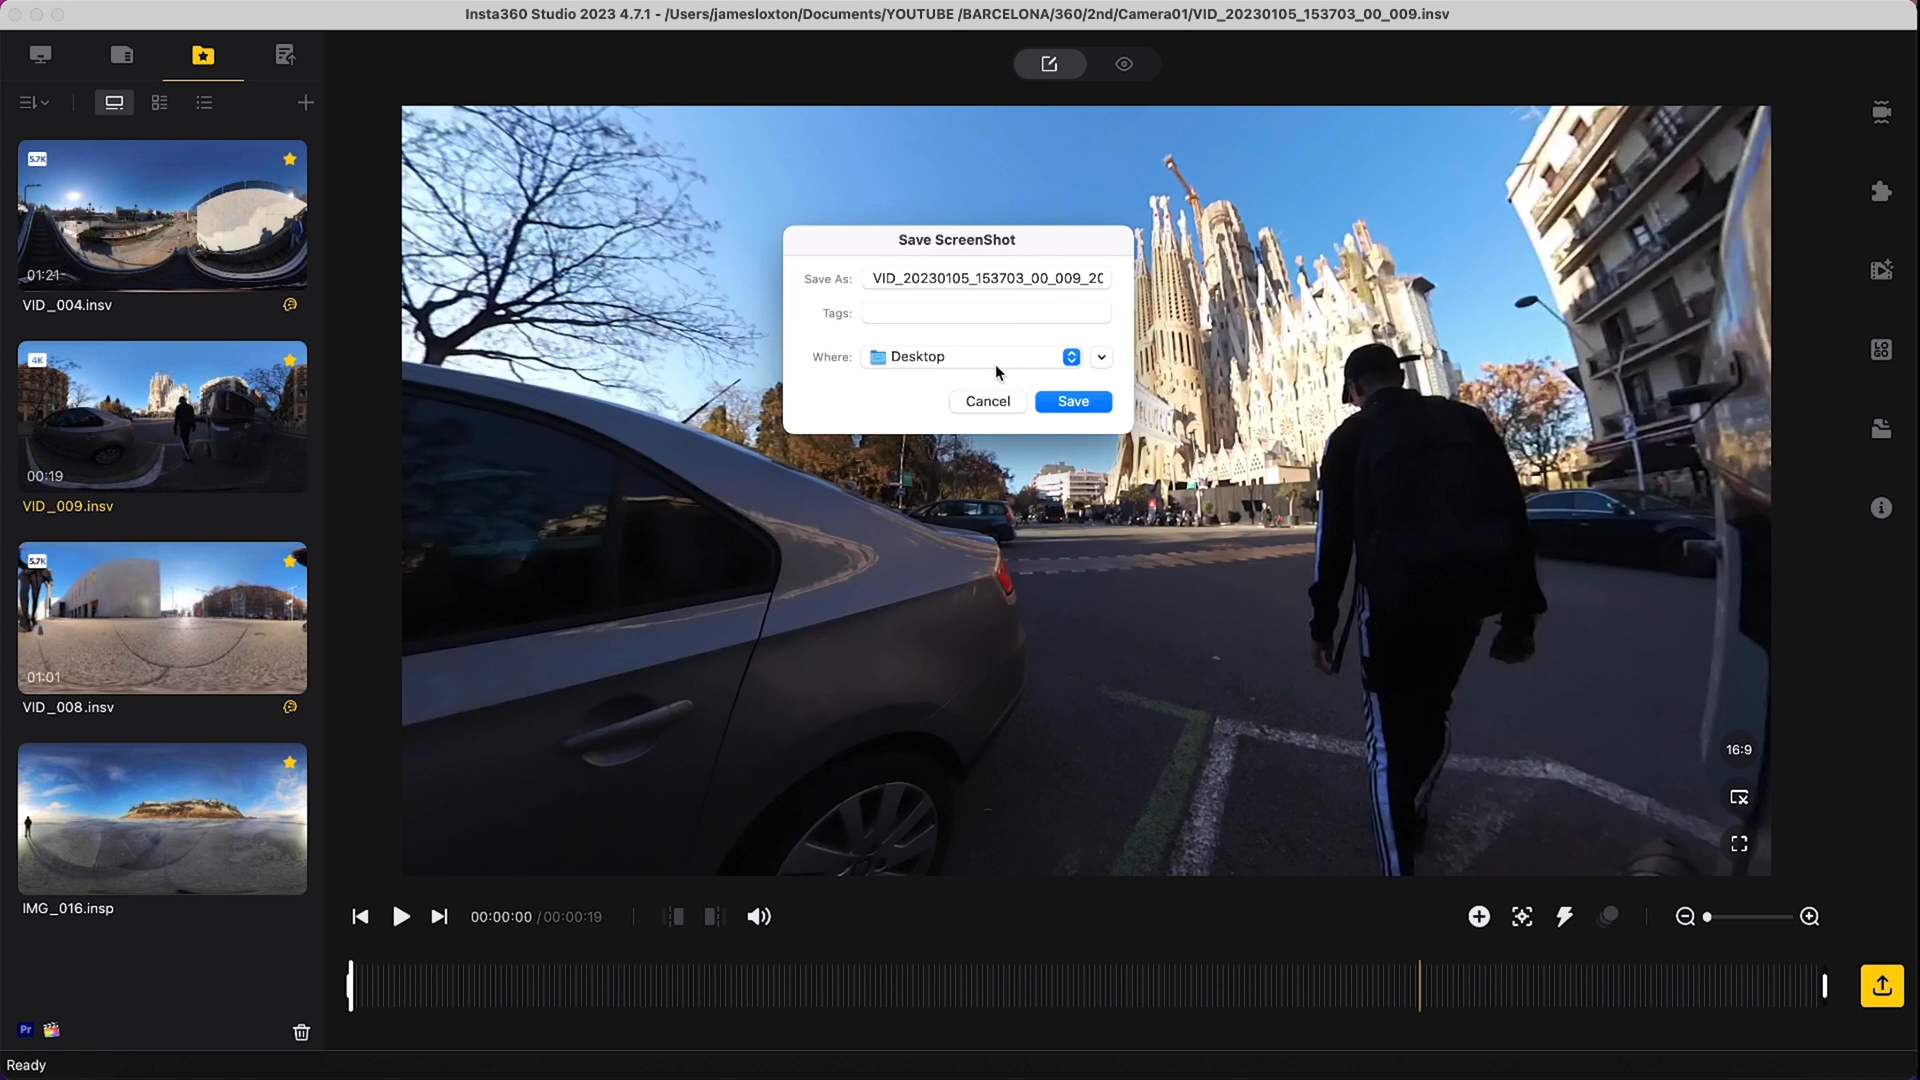 Insta360 Studio 2023 4.7.1 - /Users/jamesloxton/Documents/YOUTUBE /BARCELONA/360/2nd/Camera01/VID_20230105_153703_00_009.insv
5.7K
01:21
VID_004.insv
4K
00:19
VID_009.insv
5.7K
01:01
VID_008.insv
IMG_016.insp
Save ScreenShot
Save As: VID_20230105_153703_00_009_20
Tags:
Where: Desktop
Cancel Save
LOGO
16:9
00:00:00 / 00:00:19
Pr
Ready